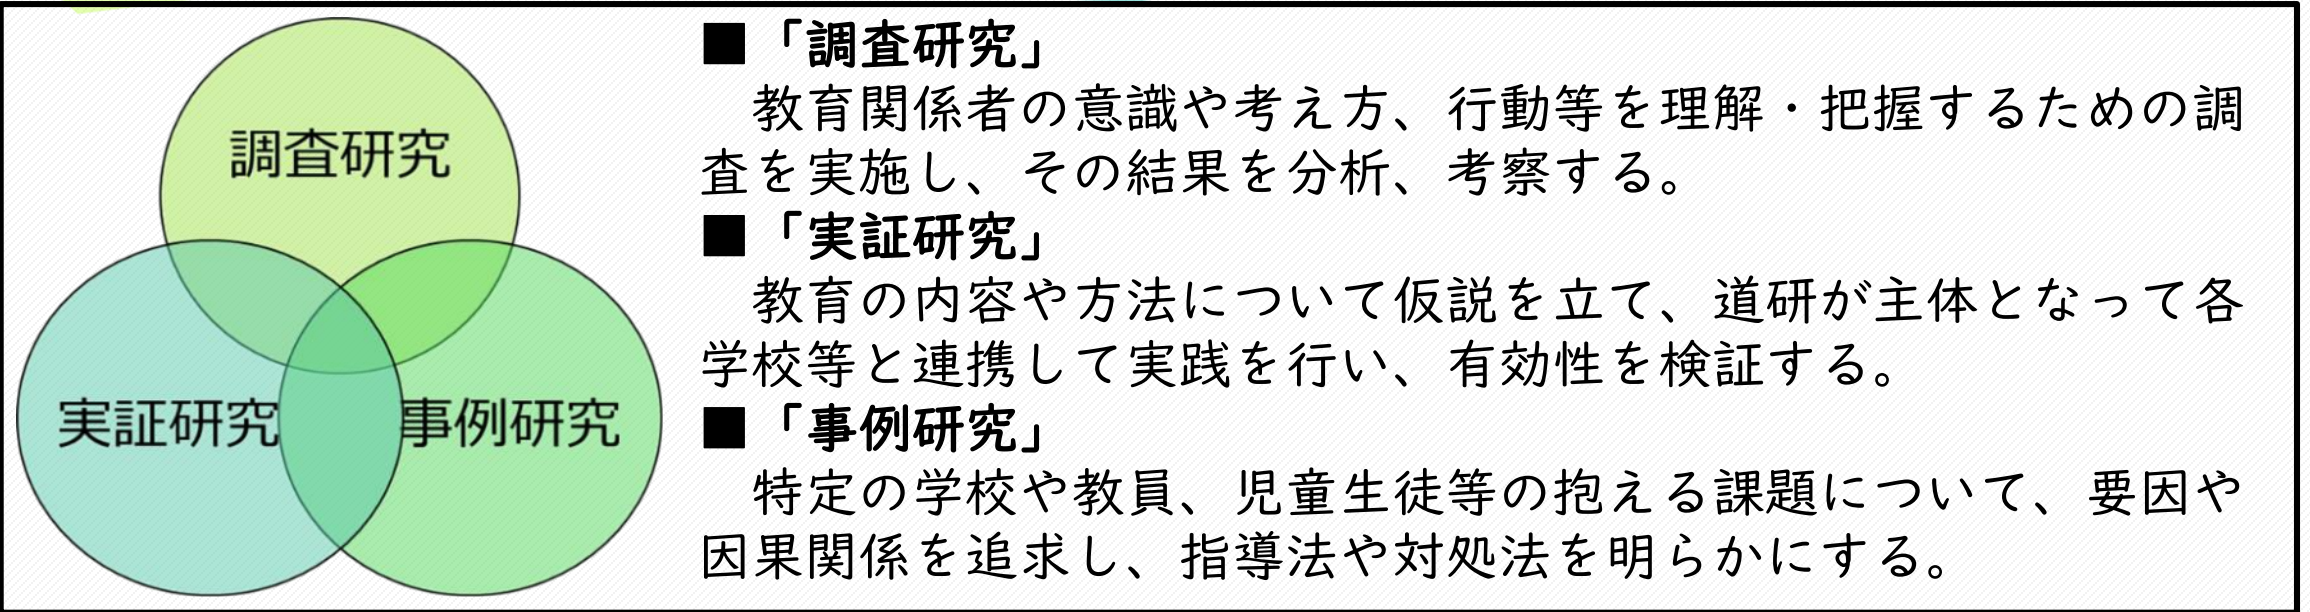 調査研究
実証研究
事例研究
■「調査研究」
　教育関係者の意識や考え方、行動等を理解・把握するための調
査を実施し、その結果を分析、考察する。
■「実証研究」
　教育の内容や方法について仮説を立て、道研が主体となって各
学校等と連携して実践を行い、有効性を検証する。
■「事例研究」
　特定の学校や教員、児童生徒等の抱える課題について、要因や
因果関係を追求し、指導法や対処法を明らかにする。